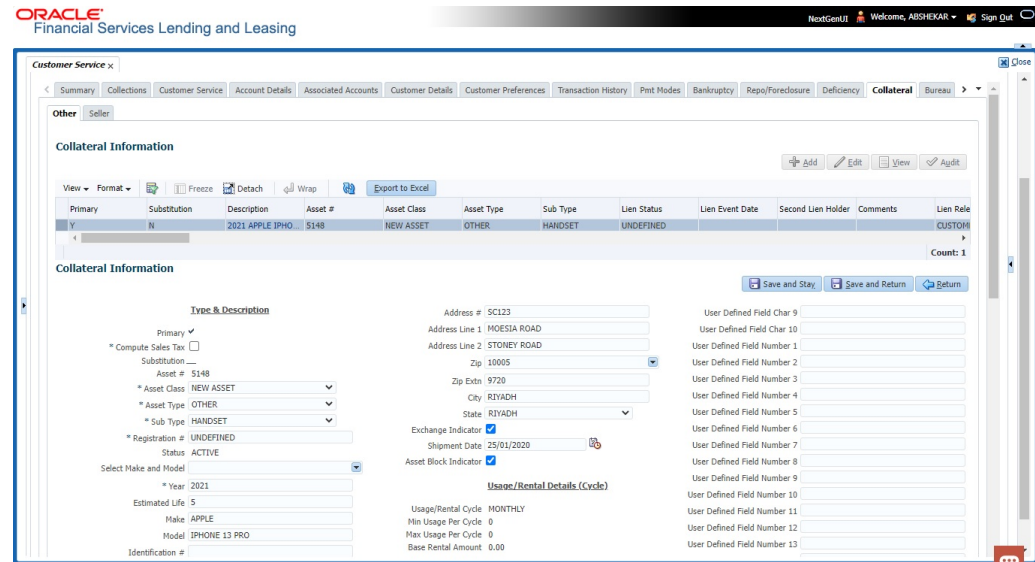 ORACLE
Financial Services Lending and Leasing
NextGenUI Welcome, ABSHEKAR Sign Out
Customer Service x
Close
Summary Collections Customer Service Account Details Associated Accounts Customer Details Customer Preferences Transaction History Pmt Modes Bankruptcy Repo/Foreclosure Deficiency Collateral Bureau
Other Seller
Collateral Information
Add Edit View Audit
View Format Freeze Detach Wrap Export to Excel
Primary Substitution Description Asset # Asset Class Asset Type Sub Type Lien Status Lien Event Date Second Lien Holder Comments Lien Rele
Y N 2021 APPLE IPHO... 5148 NEW ASSET OTHER HANDSET UNDEFINED CUSTOM
Count: 1
Collateral Information
Save and Stay Save and Return Return
Type & Description
Primary
* Compute Sales Tax
Substitution
Asset # 5148
* Asset Class NEW ASSET
* Asset Type OTHER
* Sub Type HANDSET
* Registration # UNDEFINED
Status ACTIVE
Select Make and Model
* Year 2021
Estimated Life 5
Make APPLE
Model IPHONE 13 PRO
Identification #
Address # SC123
Address Line 1 MOESIA ROAD
Address Line 2 STONEY ROAD
Zip 10005
Zip Extn 9720
City RIYADH
State RIYADH
Exchange Indicator
Shipment Date 25/01/2020
Asset Block Indicator
Usage/Rental Details (Cycle)
Usage/Rental Cycle MONTHLY
Min Usage Per Cycle 0
Max Usage Per Cycle 0
Base Rental Amount 0.00
User Defined Field Char 9
User Defined Field Char 10
User Defined Field Number 1
User Defined Field Number 2
User Defined Field Number 3
User Defined Field Number 4
User Defined Field Number 5
User Defined Field Number 6
User Defined Field Number 7
User Defined Field Number 8
User Defined Field Number 9
User Defined Field Number 10
User Defined Field Number 11
User Defined Field Number 12
User Defined Field Number 13